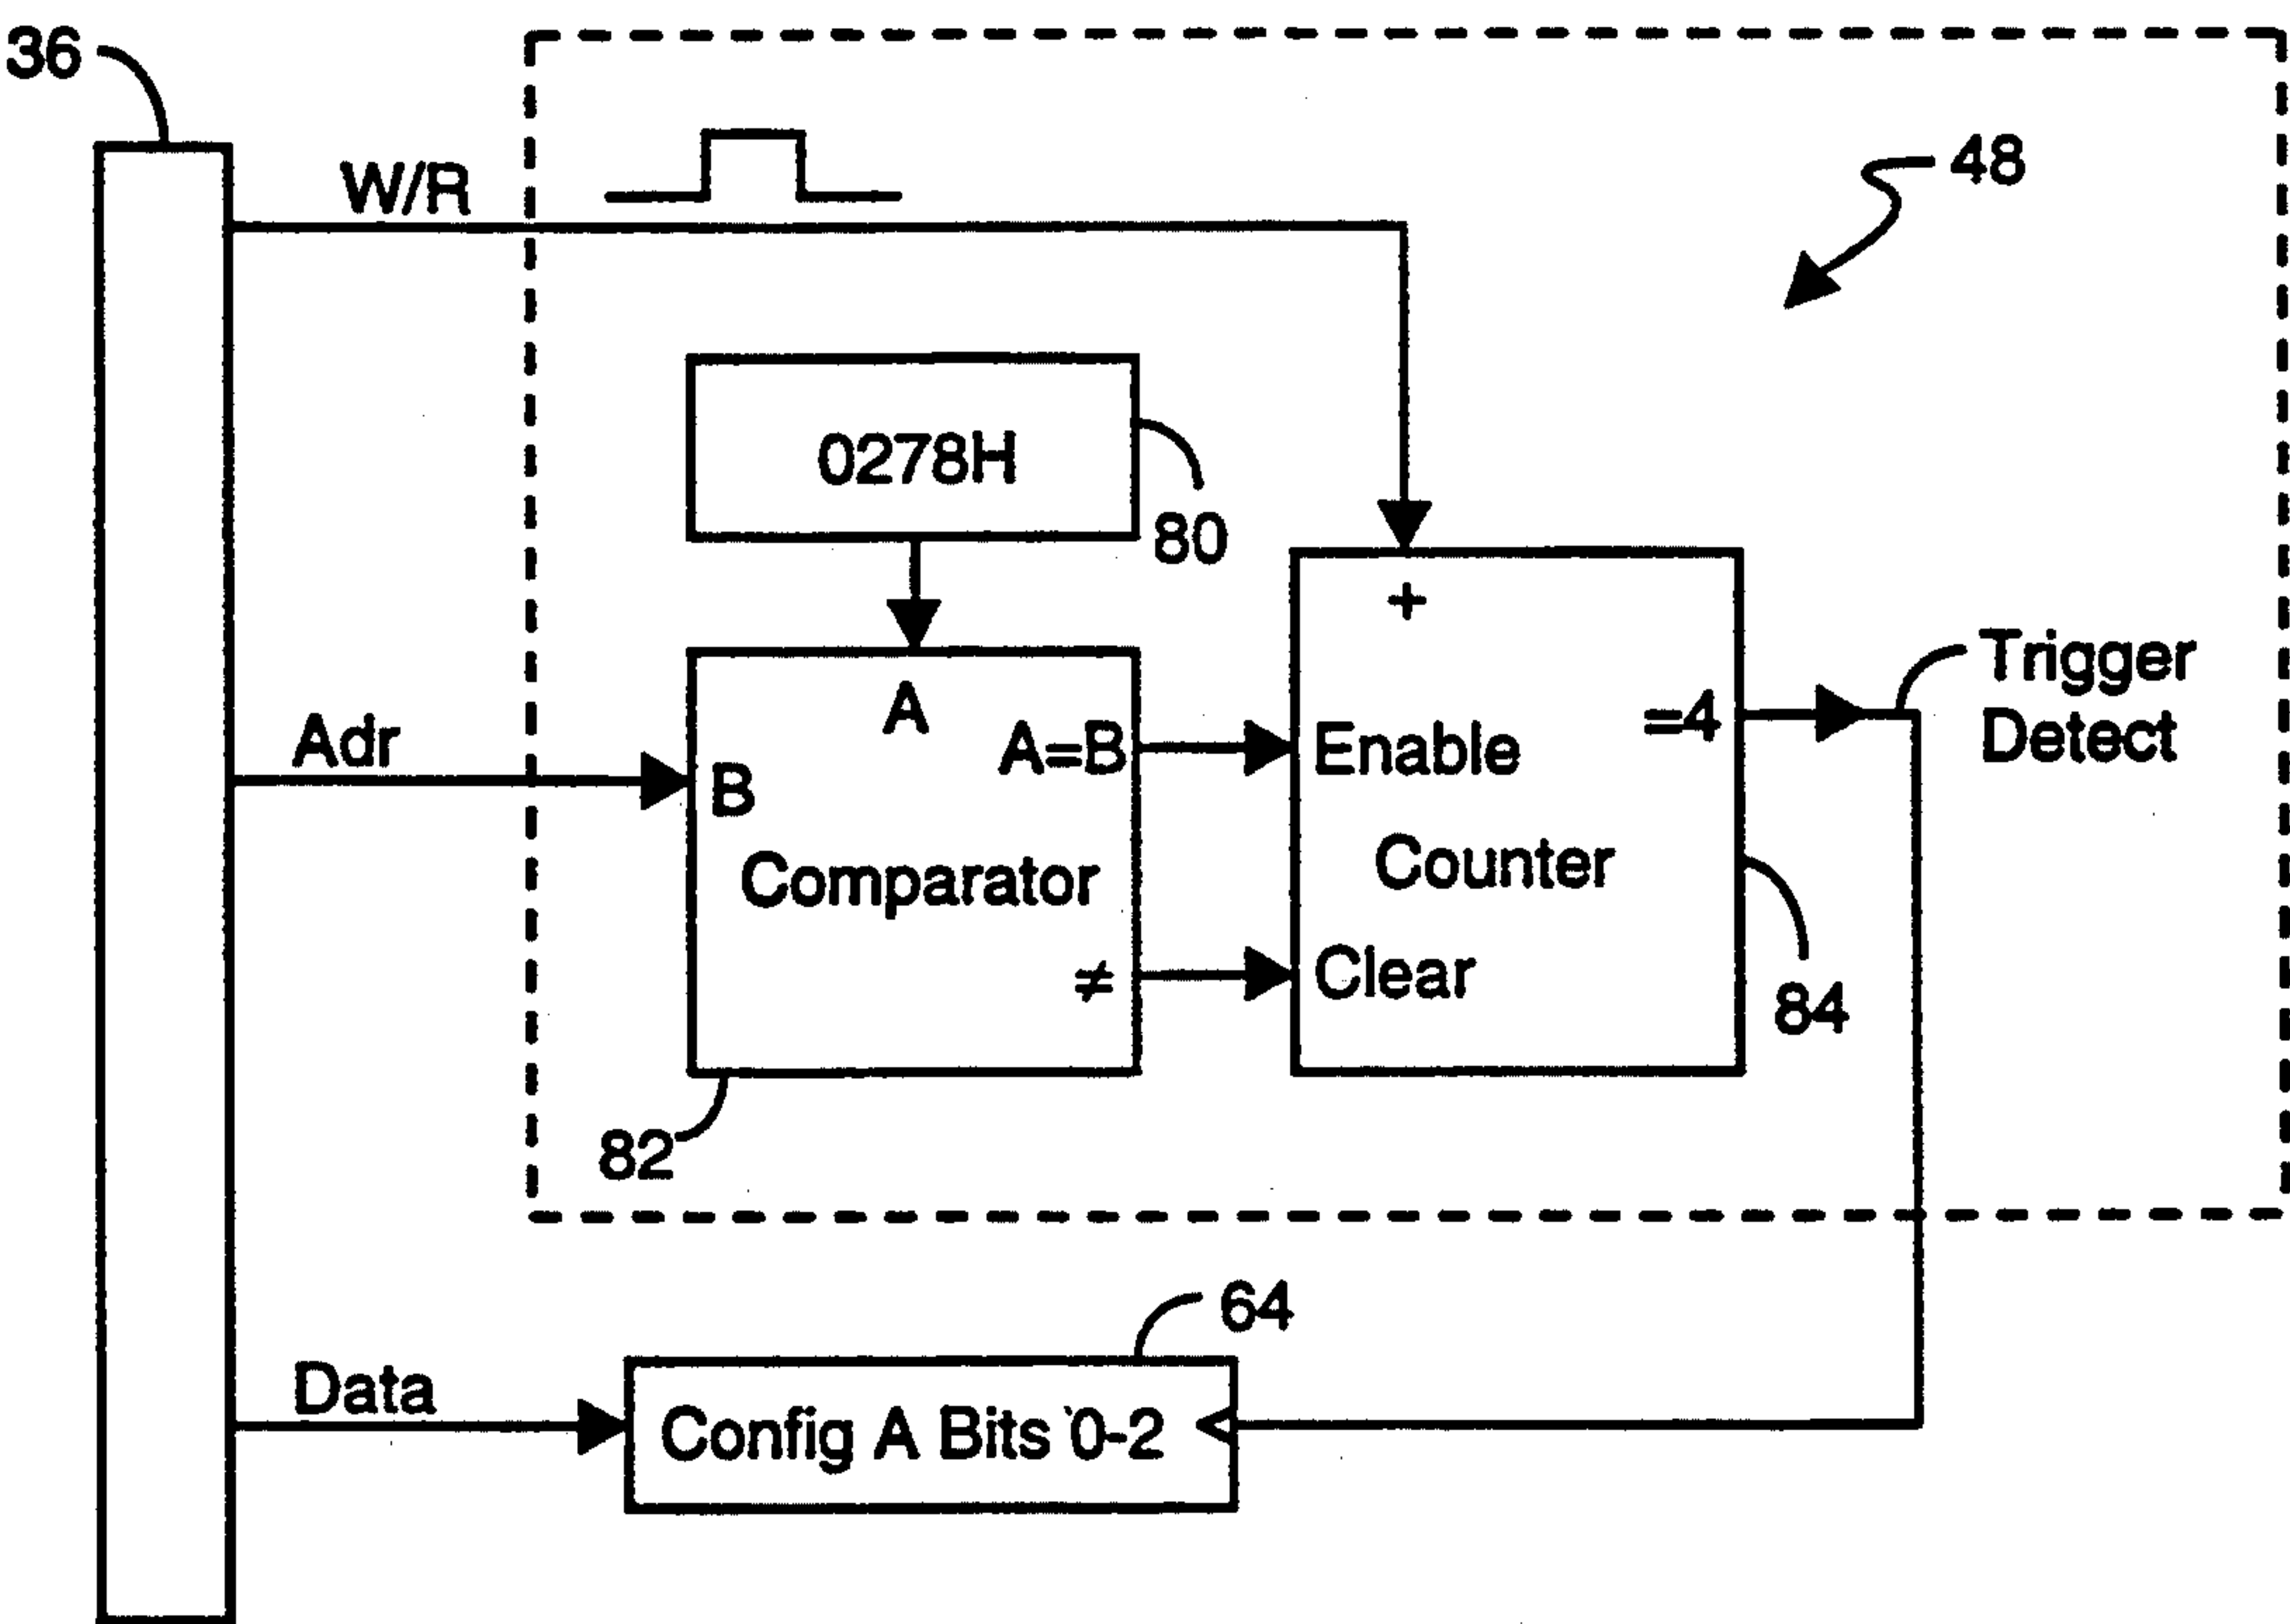 36
W/R
48
0278H
80
+
Trigger
Detect
=4
A
A=B
Enable
Adr
B
Counter
Comparator
≠
Clear
84
82
64
Data
Config A Bits '0-2